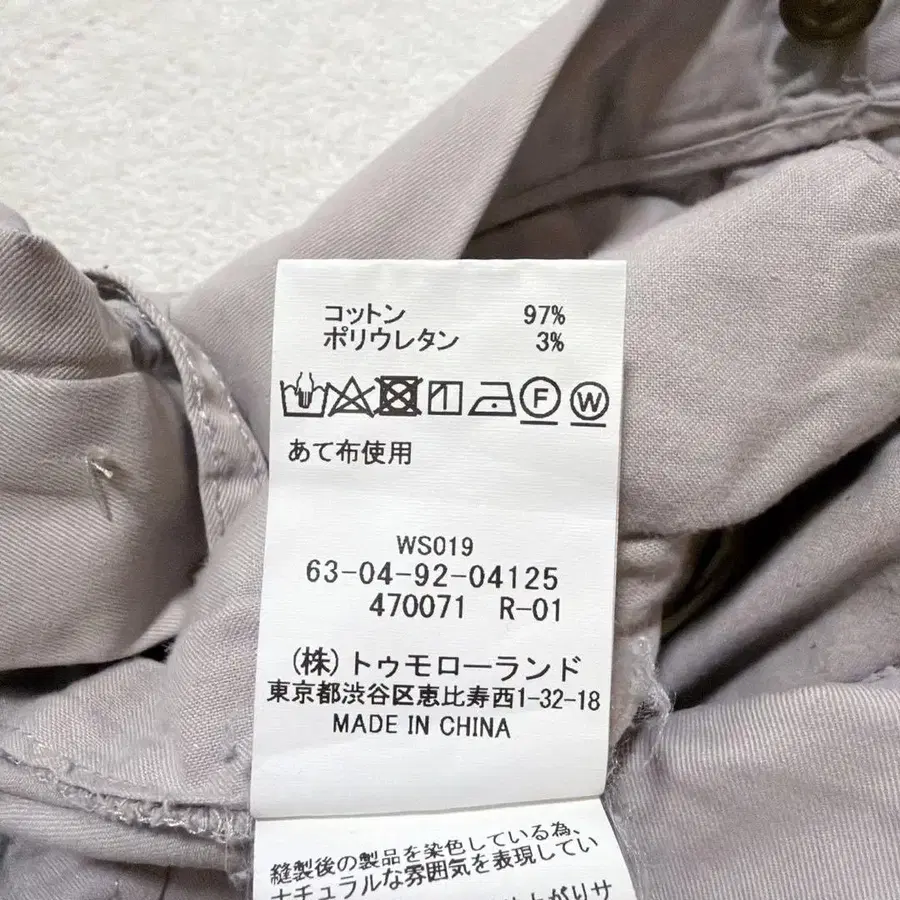 コットン 97%
ポリウレタン 3%
F W
あて布使用
WS019
63-04-92-04125
470071 R-01
(株)トゥモローランド
東京都渋谷区恵比寿西1-32-18
MADE IN CHINA
縫製後の製品を染色している為、
ナチュラルな雰囲気を表現してい
上がりサ